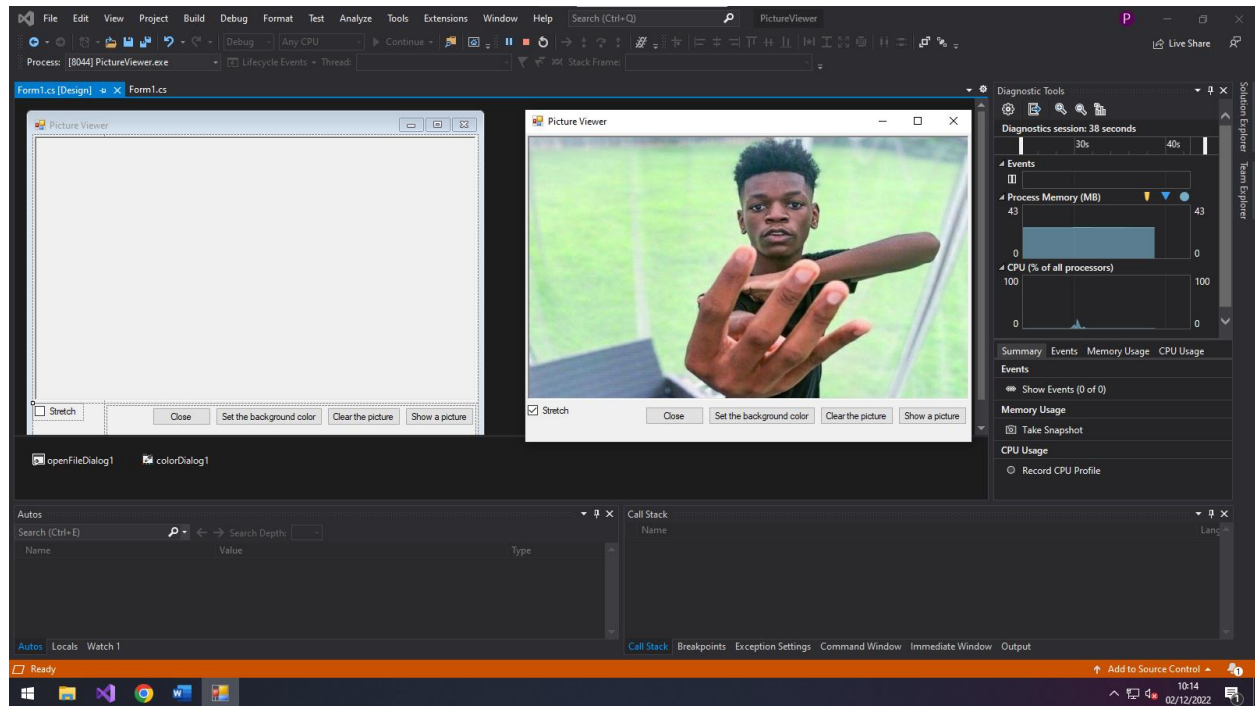 File Edit View Project Build Debug Format Test Analyze Tools Extensions Window Help Search (Ctrl+Q) PictureViewer P
Debug Any CPU Continue Live Share
Process: [8044] PictureViewer.exe Lifecycle Events Thread: Stack Frame:
Form1.cs [Design] Form1.cs
Picture Viewer
Stretch
Close Set the background color Clear the picture Show a picture
openFileDialog1 colorDialog1
Picture Viewer
Stretch
Close Set the background color Clear the picture Show a picture
Diagnostic Tools
Diagnostics session: 38 seconds
30s 40s
Events
Process Memory (MB)
43 43
0 0
CPU (% of all processors)
100 100
0 0
Summary Events Memory Usage CPU Usage
Events
Show Events (0 of 0)
Memory Usage
Take Snapshot
CPU Usage
Record CPU Profile
Solution Explorer
Team Explorer
Autos
Search (Ctrl+E) Search Depth:
Name Value Type
Autos Locals Watch 1
Call Stack
Name Lang
Call Stack Breakpoints Exception Settings Command Window Immediate Window Output
Ready Add to Source Control 1
10:14
02/12/2022 1